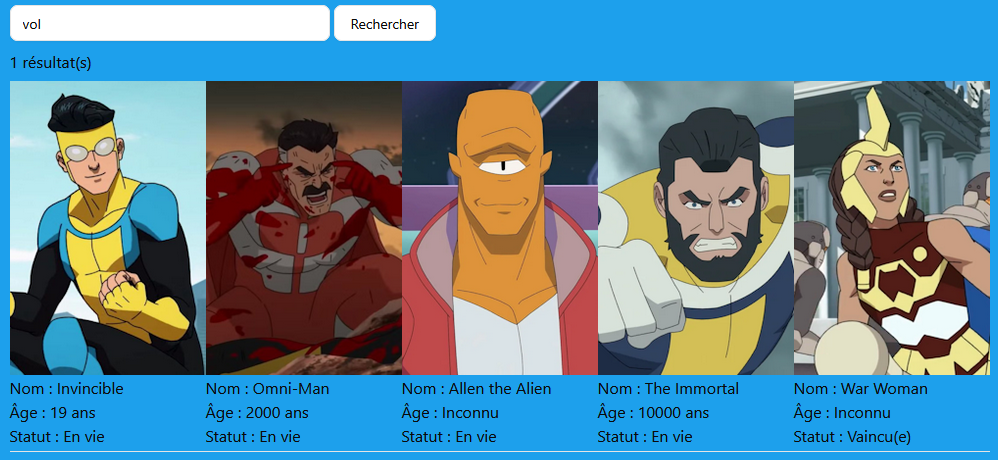 vol
Rechercher
1 résultat(s)
Nom : Invincible
Âge : 19 ans
Statut : En vie
Nom : Omni-Man
Âge : 2000 ans
Statut : En vie
Nom : Allen the Alien
Âge : Inconnu
Statut : En vie
Nom : The Immortal
Âge : 10000 ans
Statut : En vie
Nom : War Woman
Âge : Inconnu
Statut : Vaincu(e)